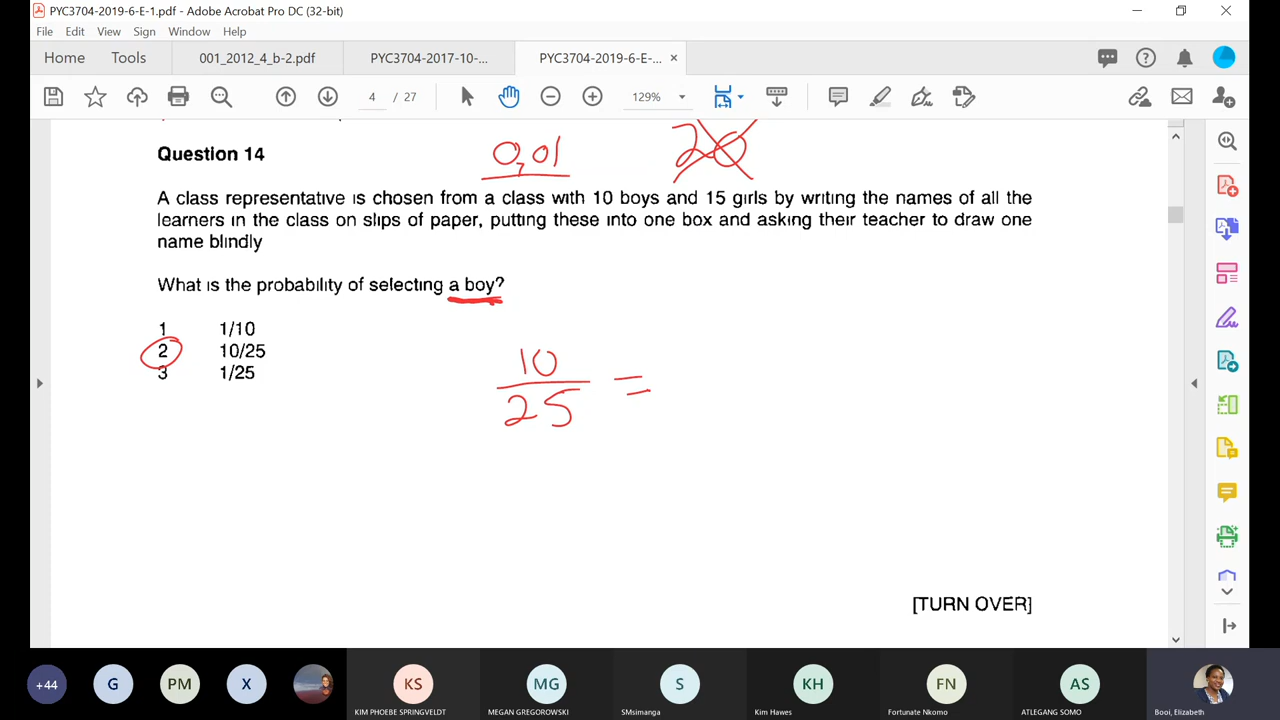 PYC3704-2019-6-E-1.pdf - Adobe Acrobat Pro DC (32-bit)
File Edit View Sign Window Help
Home Tools 001_2012_4_b-2.pdf PYC3704-2017-10-... PYC3704-2019-6-E-... ×
4 / 27 129%
Question 14
0,01
20
A class representative is chosen from a class with 10 boys and 15 girls by writing the names of all the
learners in the class on slips of paper, putting these into one box and asking their teacher to draw one
name blindly
What is the probability of selecting a boy?
1 1/10
2 10/25
3 1/25
10
25 =
[TURN OVER]
+44 G PM X KS MG S KH FN AS
KIM PHOEBE SPRINGVELDT MEGAN GREGOROWSKI SMsimanga Kim Hawes Fortunate Nkomo ATLEGANG SOMO Booi, Elizabeth